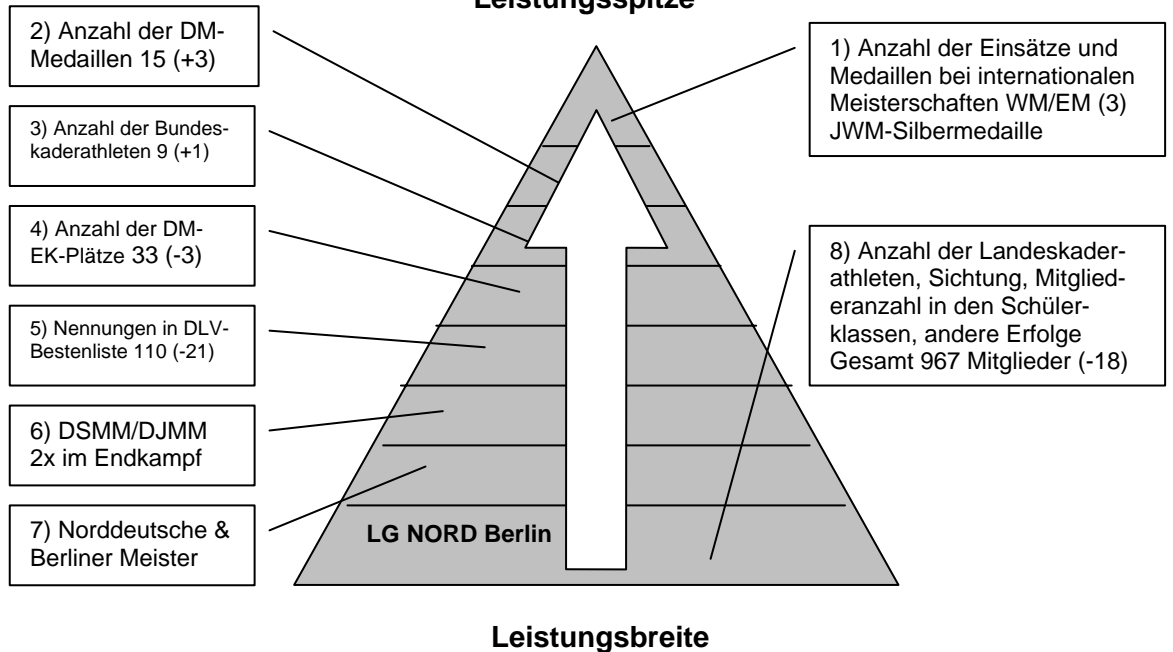 Leistungsspitze
2) Anzahl der DM-
Medaillen 15 (+3)
3) Anzahl der Bundes-
kaderathleten 9 (+1)
4) Anzahl der DM-
EK-Plätze 33 (-3)
5) Nennungen in DLV-
Bestenliste 110 (-21)
6) DSMM/DJMM
2x im Endkampf
7) Norddeutsche &
Berliner Meister
1) Anzahl der Einsätze und
Medaillen bei internationalen
Meisterschaften WM/EM (3)
JWM-Silbermedaille
8) Anzahl der Landeskader-
athleten, Sichtung, Mitglied-
eranzahl in den Schüler-
klassen, andere Erfolge
Gesamt 967 Mitglieder (-18)
LG NORD Berlin
Leistungsbreite